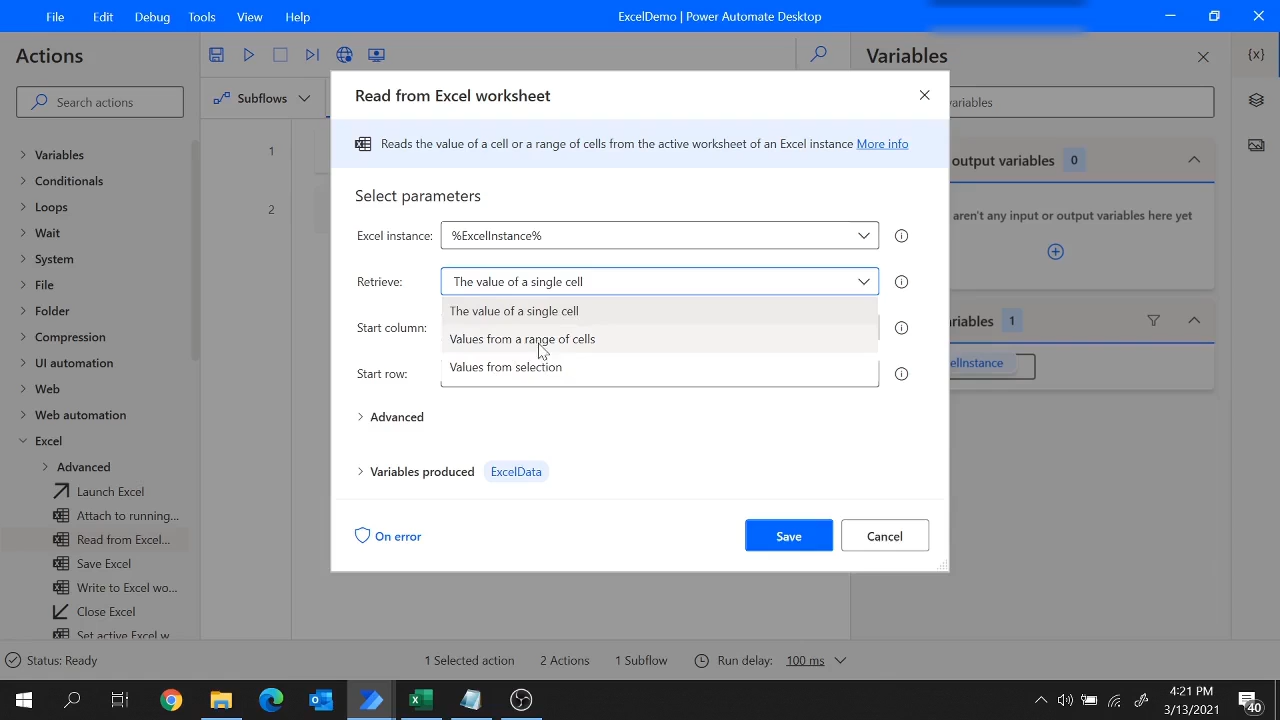 File Edit Debug Tools View Help
ExcelDemo | Power Automate Desktop
Actions
Search actions
Variables
Conditionals
Loops
Wait
System
File
Folder
Compression
UI automation
Web
Web automation
Excel
Advanced
Launch Excel
Attach to running...
Read from Excel...
Save Excel
Write to Excel wo...
Close Excel
Set active Excel w
Subflows
1
2
Read from Excel worksheet
Reads the value of a cell or a range of cells from the active worksheet of an Excel instance More info
Select parameters
Excel instance: %ExcelInstance%
Retrieve: The value of a single cell
The value of a single cell
Start column:
Values from a range of cells
Values from selection
Start row:
Advanced
Variables produced ExcelData
On error
Save Cancel
Variables
{x}
variables
output variables 0
aren't any input or output variables here yet
riables 1
elInstance
Status: Ready 1 Selected action 2 Actions 1 Subflow Run delay: 100 ms
4:21 PM
3/13/2021
40